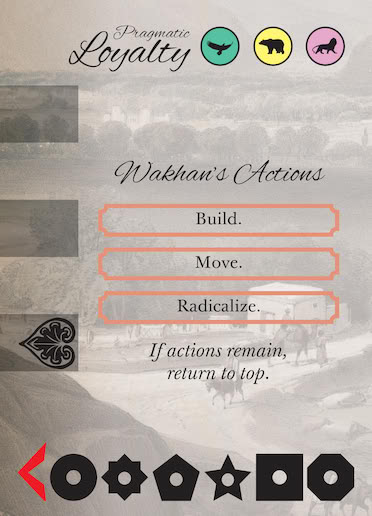 Pragmatic
Loyalty
Wakhan's Actions
Build.
Move.
Radicalize.
If actions remain,
return to top.